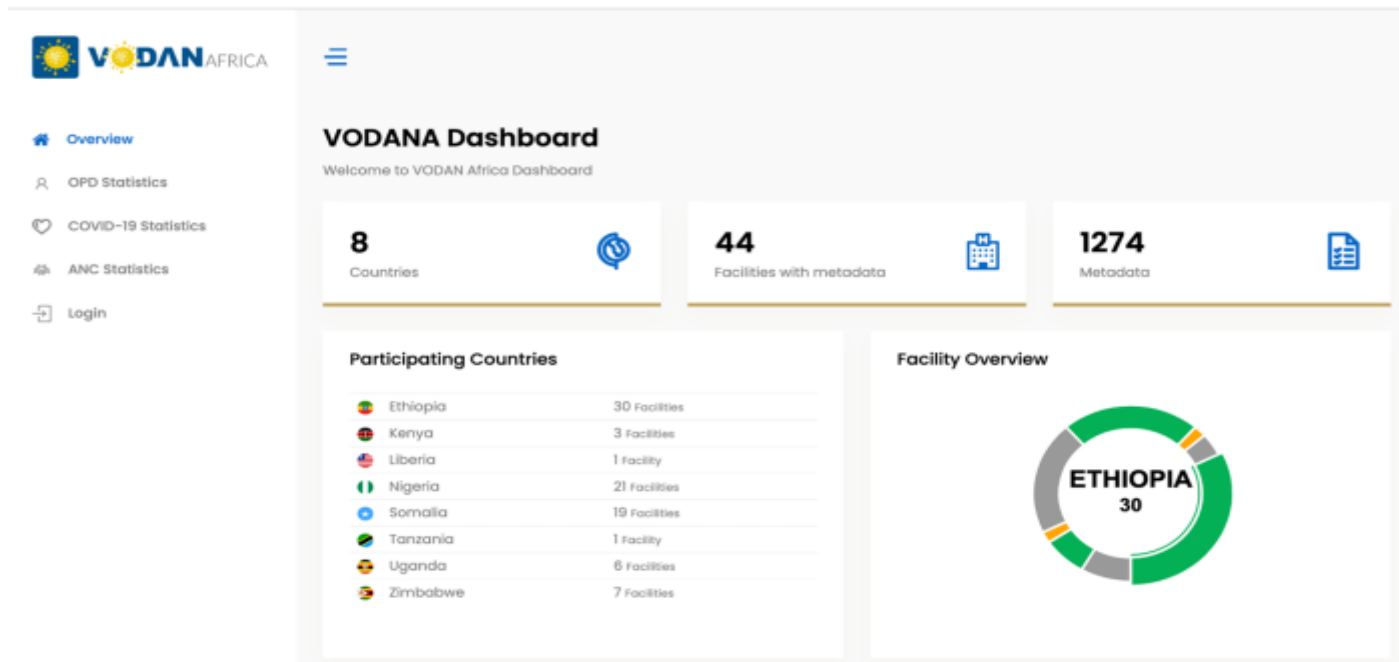 VODAN AFRICA
Overview
OPD Statistics
COVID-19 Statistics
ANC Statistics
Login
VODANA Dashboard
Welcome to VODAN Africa Dashboard
8
Countries
44
Facilities with metadata
1274
Metadata
Participating Countries
Ethiopia 30 Facilities
Kenya 3 Facilities
Liberia 1 Facility
Nigeria 21 Facilities
Somalia 19 Facilities
Tanzania 1 Facility
Uganda 6 Facilities
Zimbabwe 7 Facilities
Facility Overview
ETHIOPIA
30